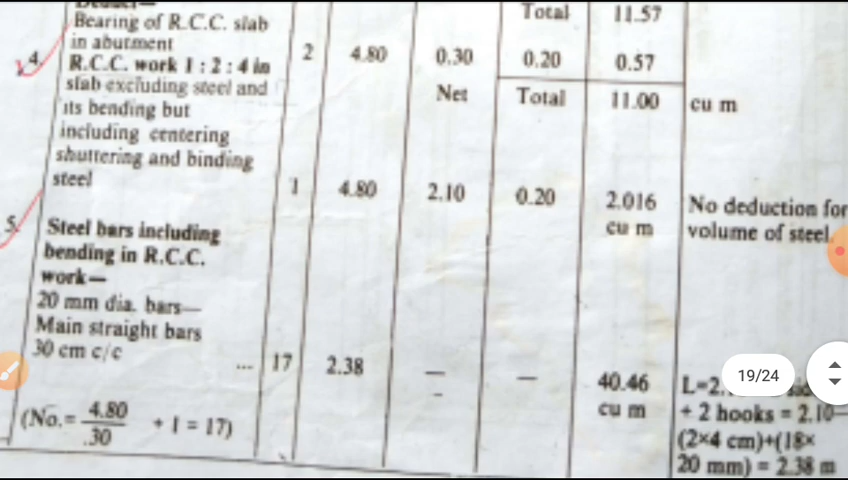 Deduct—
Bearing of R.C.C. slab Total 11.57
in abutment 2 4.80 0.30 0.20 0.57
4. R.C.C. work 1 : 2 : 4 in
slab excluding steel and Net Total 11.00 cu m
its bending but
including centering
shuttering and binding
steel 1 4.80 2.10 0.20 2.016 No deduction for
cu m volume of steel
5. Steel bars including
bending in R.C.C.
work—
20 mm dia. bars—
Main straight bars
30 cm c/c ... 17 2.38 — — 40.46 L=2.
cu m + 2 hooks = 2.10—
(No. = 4.80 / .30 + 1 = 17) (2×4 cm)+(18×
20 mm) = 2.38 m
19/24